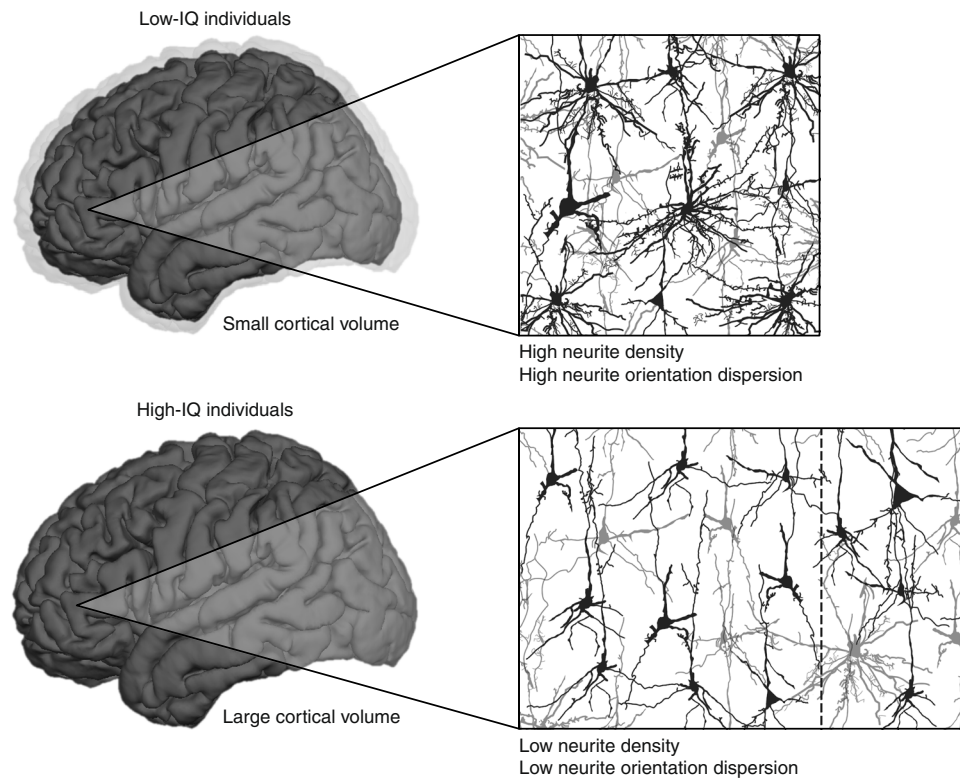 Low-IQ individuals
Small cortical volume
High neurite density
High neurite orientation dispersion
High-IQ individuals
Large cortical volume
Low neurite density
Low neurite orientation dispersion